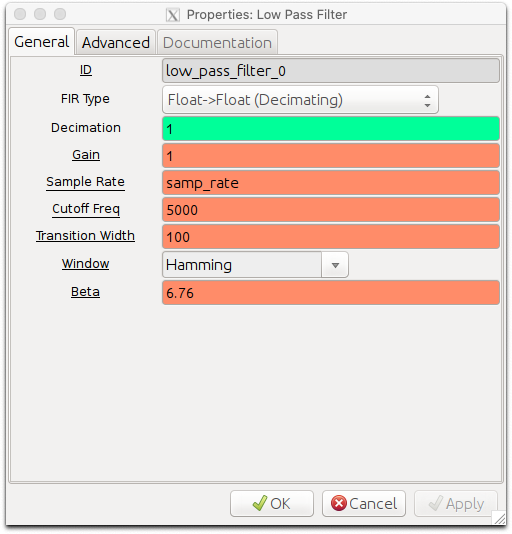 Properties: Low Pass Filter
General Advanced Documentation
ID low_pass_filter_0
FIR Type Float->Float (Decimating)
Decimation 1
Gain 1
Sample Rate samp_rate
Cutoff Freq 5000
Transition Width 100
Window Hamming
Beta 6.76
OK Cancel Apply